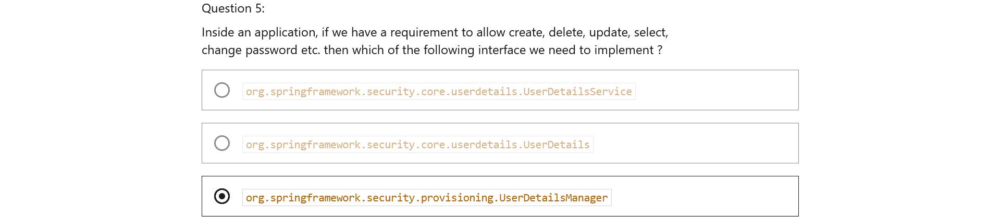 Question 5:
Inside an application, if we have a requirement to allow create, delete, update, select,
change password etc. then which of the following interface we need to implement ?
org.springframework.security.core.userdetails.UserDetailsService
org.springframework.security.core.userdetails.UserDetails
org.springframework.security.provisioning.UserDetailsManager